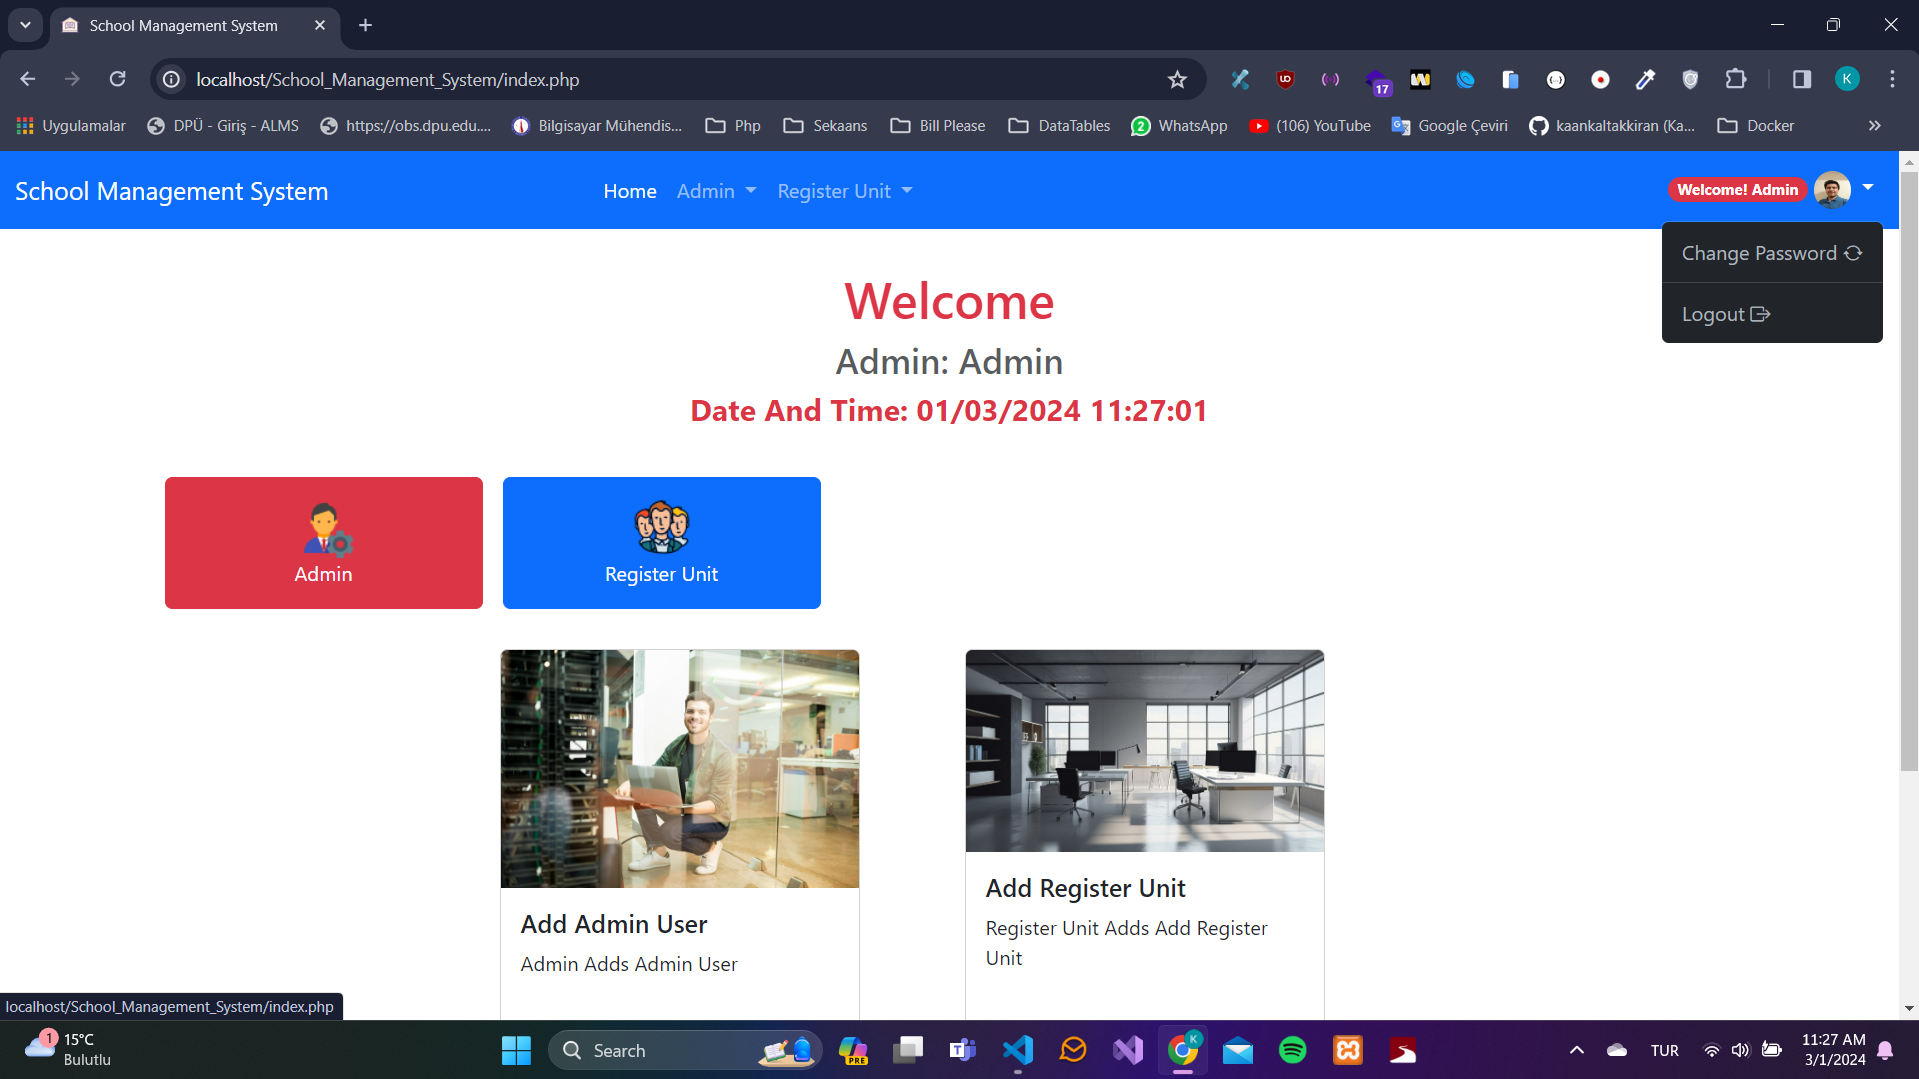 School Management System
localhost/School_Management_System/index.php
17
K
Uygulamalar
DPÜ - Giriş - ALMS
https://obs.dpu.edu....
Bilgisayar Mühendis...
Php
Sekaans
Bill Please
DataTables
2
WhatsApp
(106) YouTube
Google Çeviri
kaankaltakkiran (Ka...
Docker
School Management System
Home
Admin
Register Unit
Welcome! Admin
Change Password
Logout
Welcome
Admin: Admin
Date And Time: 01/03/2024 11:27:01
Admin
Register Unit
Add Admin User
Admin Adds Admin User
Add Register Unit
Register Unit Adds Add Register
Unit
localhost/School_Management_System/index.php
1
15°C
Bulutlu
Search
PRE
K
TUR
11:27 AM
3/1/2024